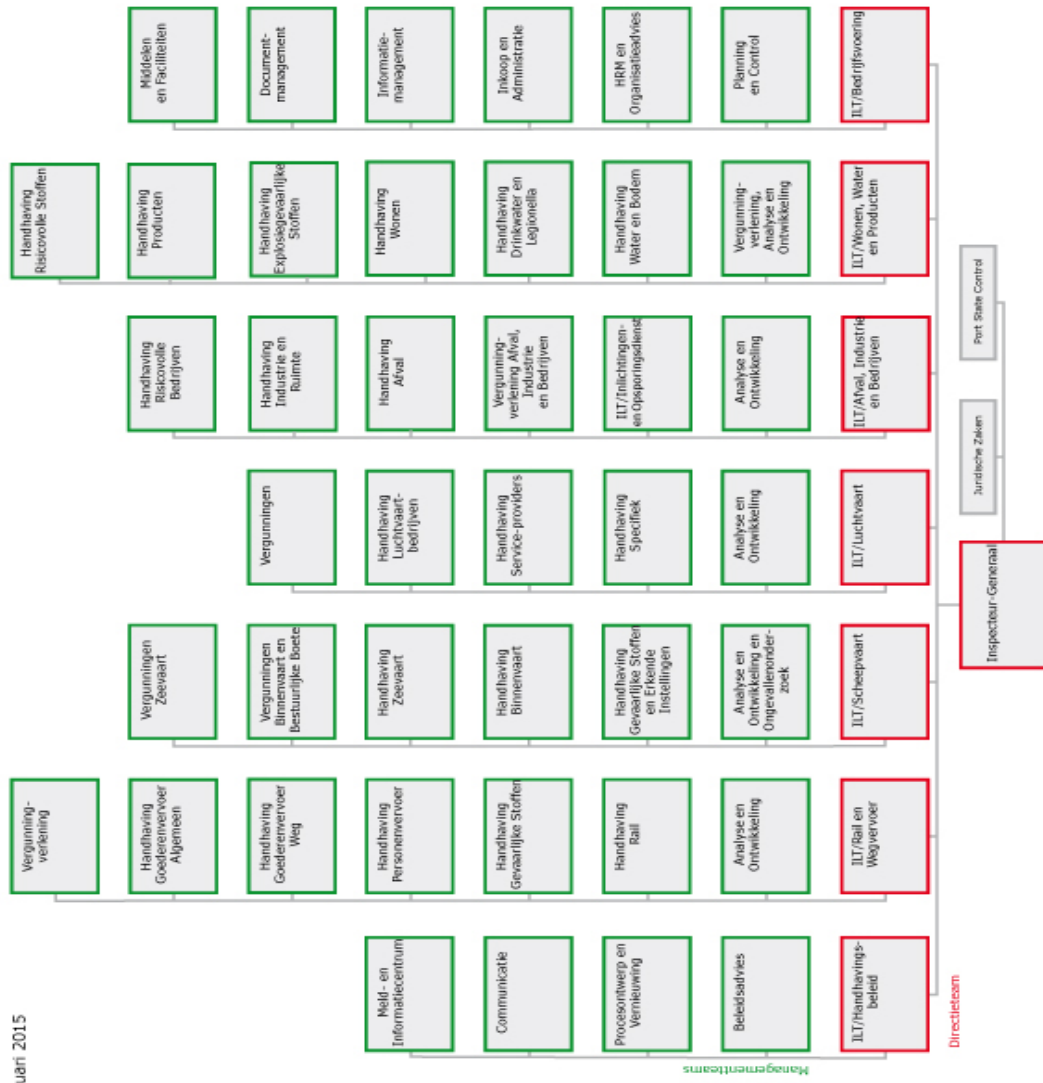 uari 2015
Meld- en
Informatiecentrum
Communicatie
Procesontwerp en
Vernieuwing
Beleidsadvies
ILT/Handhavings-
beleid
Managementteams
Directieteam
Vergunning-
verlening
Handhaving
Goederenvervoer
Algemeen
Handhaving
Goederenvervoer
Weg
Handhaving
Personenvervoer
Handhaving
Gevaarlijke Stoffen
Handhaving
Rail
Analyse en
Ontwikkeling
ILT/Rail en
Wegvervoer
Vergunningen
Zeevaart
Vergunningen
Binnenvaart en
Bestuurlijke Boete
Handhaving
Zeevaart
Handhaving
Binnenvaart
Handhaving
Gevaarlijke Stoffen
en Erkende
Instellingen
Analyse en
Ontwikkeling en
Ongevallenonder-
zoek
ILT/Scheepvaart
Vergunningen
Handhaving
Luchtvaart-
bedrijven
Handhaving
Service-providers
Handhaving
Specifiek
Analyse en
Ontwikkeling
ILT/Luchtvaart
Handhaving
Risicovolle
Bedrijven
Handhaving
Industrie en
Ruimte
Handhaving
Afval
Vergunning-
verlening Afval,
Industrie
en Bedrijven
ILT/Inlichtingen-
en Opsporingsdienst
Analyse en
Ontwikkeling
ILT/Afval, Industrie
en Bedrijven
Handhaving
Risicovolle Stoffen
Handhaving
Producten
Handhaving
Explosiegevaarlijke
Stoffen
Handhaving
Wonen
Handhaving
Drinkwater en
Legionella
Handhaving
Water en Bodem
Vergunning-
verlening,
Analyse en
Ontwikkeling
ILT/Wonen, Water
en Producten
Middelen
en Faciliteiten
Document-
management
Informatie-
management
Inkoop en
Administratie
HRM en
Organisatieadvies
Planning
en Control
ILT/Bedrijfsvoering
Juridische Zaken
Port State Control
Inspecteur-Generaal